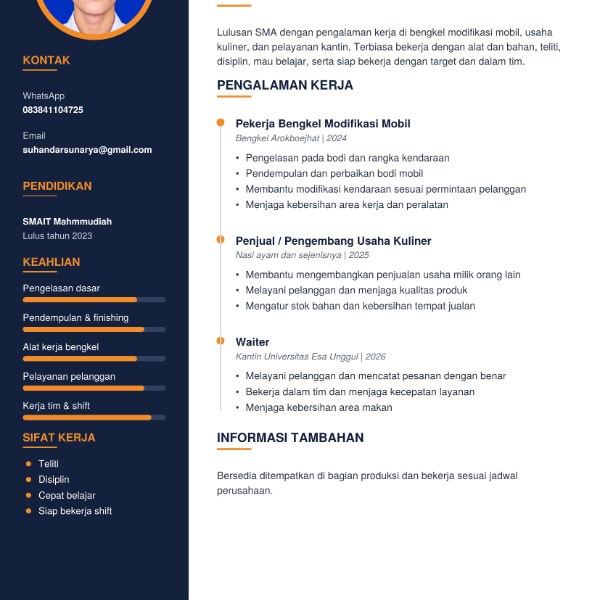 KONTAK
WhatsApp
083841104725
Email
suhandarsunarya@gmail.com
PENDIDIKAN
SMAIT Mahmmudiah
Lulus tahun 2023
KEAHLIAN
Pengelasan dasar
Pendempulan & finishing
Alat kerja bengkel
Pelayanan pelanggan
Kerja tim & shift
SIFAT KERJA
• Teliti
• Disiplin
• Cepat belajar
• Siap bekerja shift
Lulusan SMA dengan pengalaman kerja di bengkel modifikasi mobil, usaha
kuliner, dan pelayanan kantin. Terbiasa bekerja dengan alat dan bahan, teliti,
disiplin, mau belajar, serta siap bekerja dengan target dan dalam tim.
PENGALAMAN KERJA
Pekerja Bengkel Modifikasi Mobil
Bengkel Arokboejhat | 2024
• Pengelasan pada bodi dan rangka kendaraan
• Pendempulan dan perbaikan bodi mobil
• Membantu modifikasi kendaraan sesuai permintaan pelanggan
• Menjaga kebersihan area kerja dan peralatan
Penjual / Pengembang Usaha Kuliner
Nasi ayam dan sejenisnya | 2025
• Membantu mengembangkan penjualan usaha milik orang lain
• Melayani pelanggan dan menjaga kualitas produk
• Mengatur stok bahan dan kebersihan tempat jualan
Waiter
Kantin Universitas Esa Unggul | 2026
• Melayani pelanggan dan mencatat pesanan dengan benar
• Bekerja dalam tim dan menjaga kecepatan layanan
• Menjaga kebersihan area makan
INFORMASI TAMBAHAN
Bersedia ditempatkan di bagian produksi dan bekerja sesuai jadwal
perusahaan.